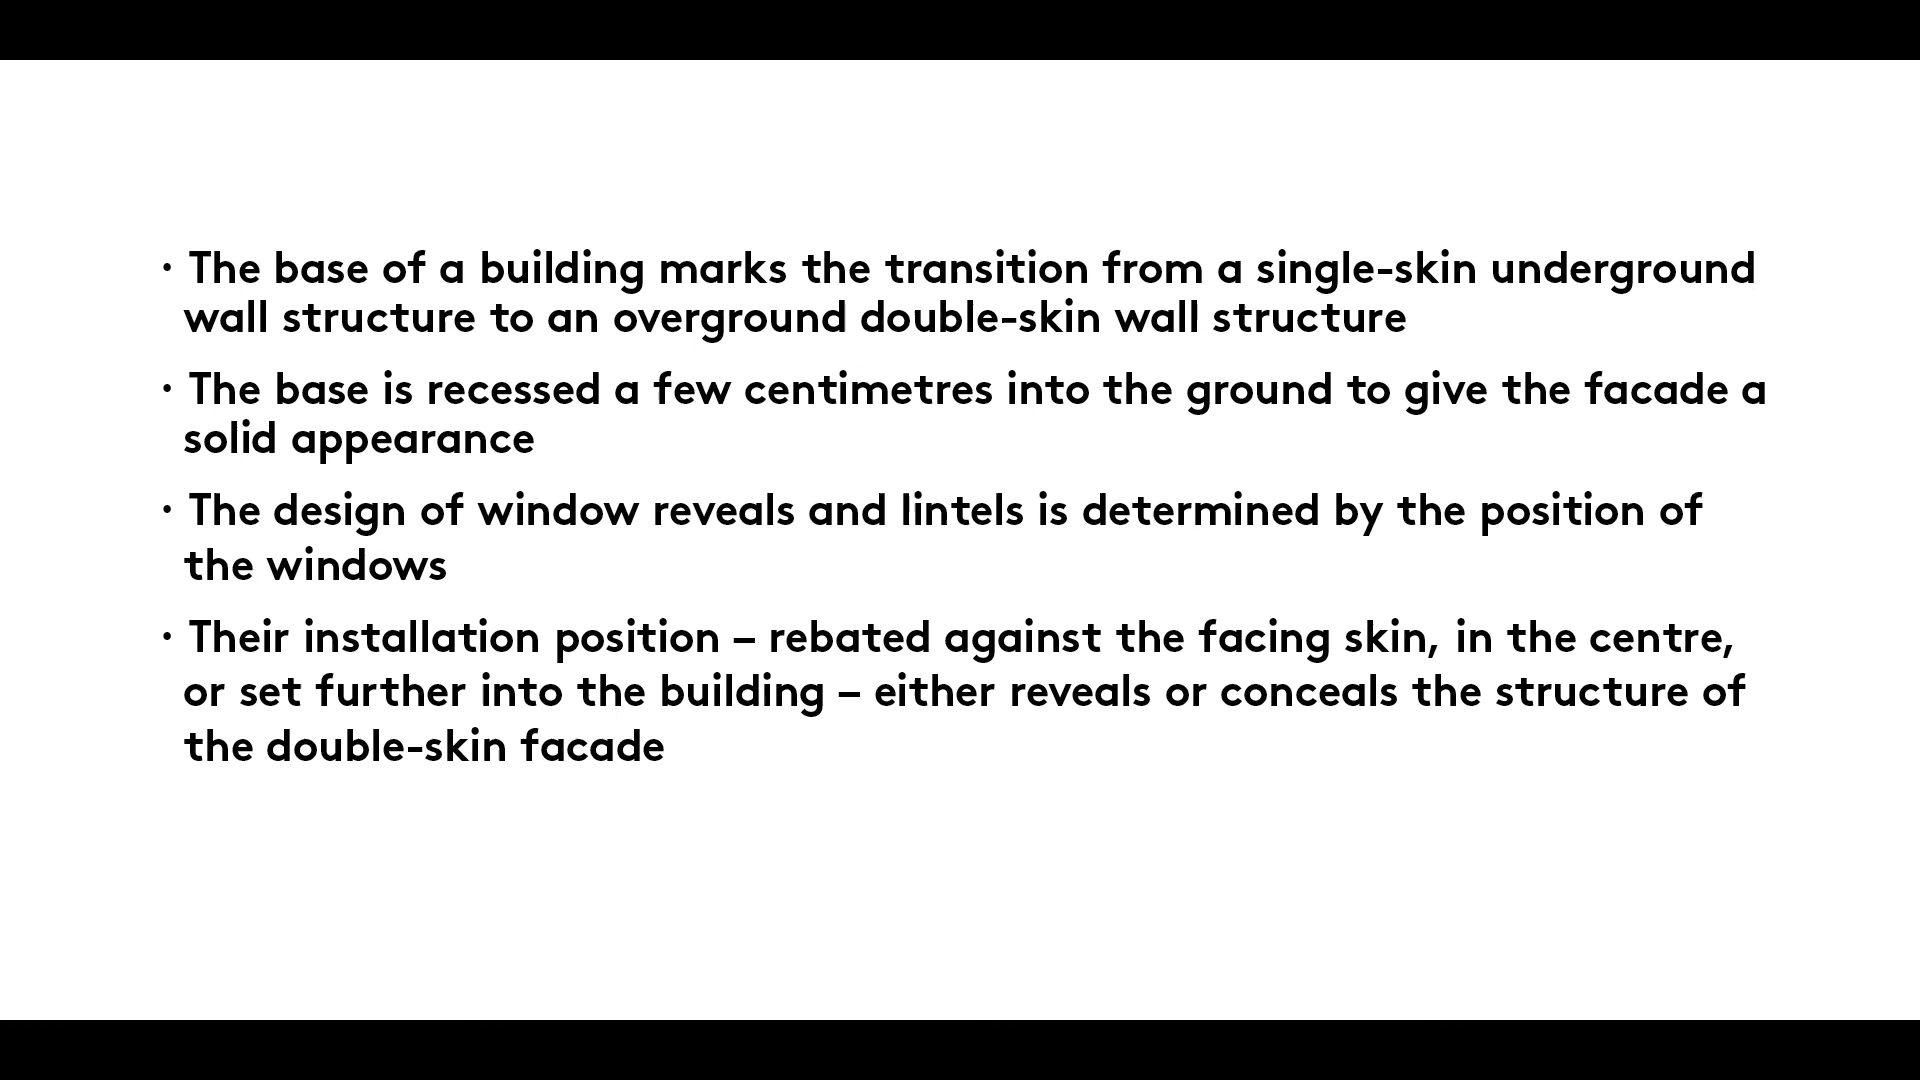 · The base of a building marks the transition from a single-skin underground
wall structure to an overground double-skin wall structure
· The base is recessed a few centimetres into the ground to give the facade a
solid appearance
· The design of window reveals and lintels is determined by the position of
the windows
· Their installation position – rebated against the facing skin, in the centre,
or set further into the building – either reveals or conceals the structure of
the double-skin facade